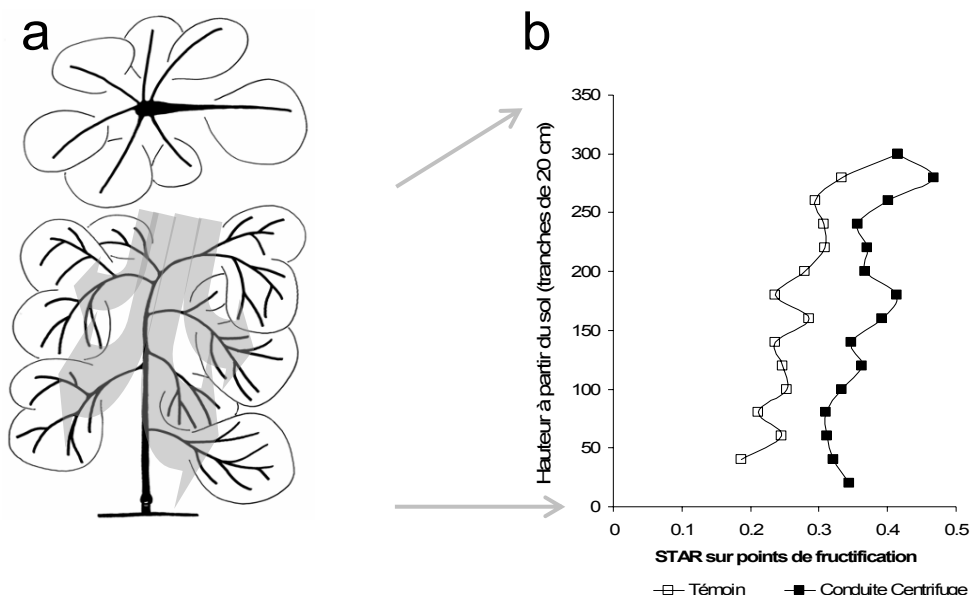 a
b
Hauteur à partir du sol (tranches de 20 cm)
350
300
250
200
150
100
50
0
0 0.1 0.2 0.3 0.4 0.5
STAR sur points de fructification
Témoin Conduite Centrifuge